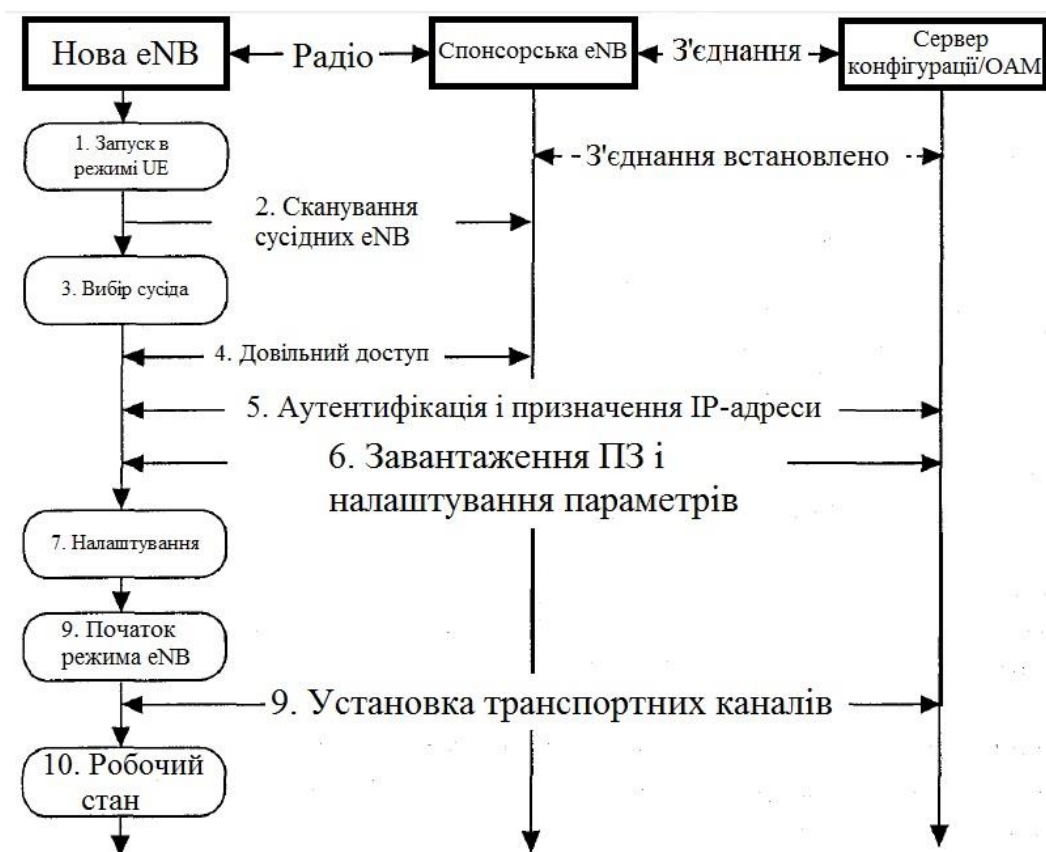 Нова eNB
Радіо
Спонсорська eNB
З'єднання
Сервер
конфігурації/OAM
1. Запуск в
режимі UE
З'єднання встановлено
2. Сканування
сусідних eNB
3. Вибір сусіда
4. Довільний доступ
5. Аутентифікація і призначення IP-адреси
6. Завантаження ПЗ і
налаштування параметрів
7. Налаштування
9. Початок
режима eNB
9. Установка транспортних каналів
10. Робочий
стан